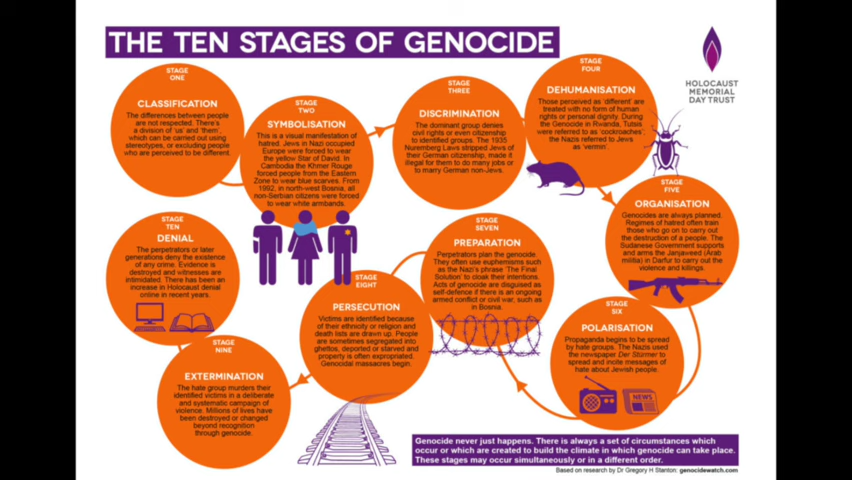 THE TEN STAGES OF GENOCIDE
HOLOCAUST
MEMORIAL
DAY TRUST
STAGE
ONE
CLASSIFICATION
The differences between people
are not respected. There's
a division of 'us' and 'them',
which can be carried out using
stereotypes, or excluding people
who are perceived to be different.
STAGE
TWO
SYMBOLISATION
This is a visual manifestation of
hatred. Jews in Nazi occupied
Europe were forced to wear
the yellow Star of David. In
Cambodia the Khmer Rouge
forced people from the Eastern
Zone to wear blue scarves. From
1992, in north-west Bosnia, all
non-Serbian citizens were forced
to wear white armbands.
STAGE
THREE
DISCRIMINATION
The dominant group denies
civil rights or even citizenship
to identified groups. The 1935
Nuremberg Laws stripped Jews of
their German citizenship, made it
illegal for them to do many jobs or
to marry German non-Jews.
STAGE
FOUR
DEHUMANISATION
Those perceived as 'different' are
treated with no form of human
rights or personal dignity. During
the Genocide in Rwanda, Tutsis
were referred to as 'cockroaches';
the Nazis referred to Jews
as 'vermin'.
STAGE
FIVE
ORGANISATION
Genocides are always planned.
Regimes of hatred often train
those who go on to carry out
the destruction of a people. The
Sudanese Government supports
and arms the Janjaweed (Arab
militia) in Darfur to carry out the
violence and killings.
STAGE
SIX
POLARISATION
Propaganda begins to be spread
by hate groups. The Nazis used
the newspaper Der Stürmer to
spread and incite messages of
hate about Jewish people.
NEWS
STAGE
SEVEN
PREPARATION
Perpetrators plan the genocide.
They often use euphemisms such
as the Nazi's phrase 'The Final
Solution' to cloak their intentions.
Acts of genocide are disguised as
self-defence if there is an ongoing
armed conflict or civil war, such as
in Bosnia.
STAGE
EIGHT
PERSECUTION
Victims are identified because
of their ethnicity or religion and
death lists are drawn up. People
are sometimes segregated into
ghettos, deported or starved and
property is often expropriated.
Genocidal massacres begin.
STAGE
NINE
EXTERMINATION
The hate group murders their
identified victims in a deliberate
and systematic campaign of
violence. Millions of lives have
been destroyed or changed
beyond recognition
through genocide.
STAGE
TEN
DENIAL
The perpetrators or later
generations deny the existence
of any crime. Evidence is
destroyed and witnesses are
intimidated. There has been an
increase in Holocaust denial
online in recent years.
Genocide never just happens. There is always a set of circumstances which
occur or which are created to build the climate in which genocide can take place.
These stages may occur simultaneously or in a different order.
Based on research by Dr Gregory H Stanton: genocidewatch.com